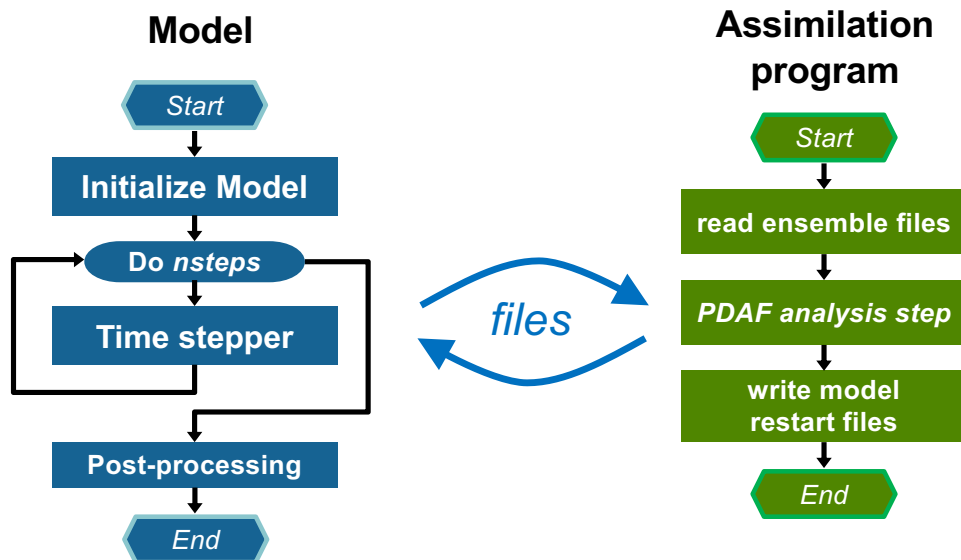 Model
Start
Initialize Model
Do nsteps
Time stepper
Post-processing
End
files
Assimilation
program
Start
read ensemble files
PDAF analysis step
write model
restart files
End